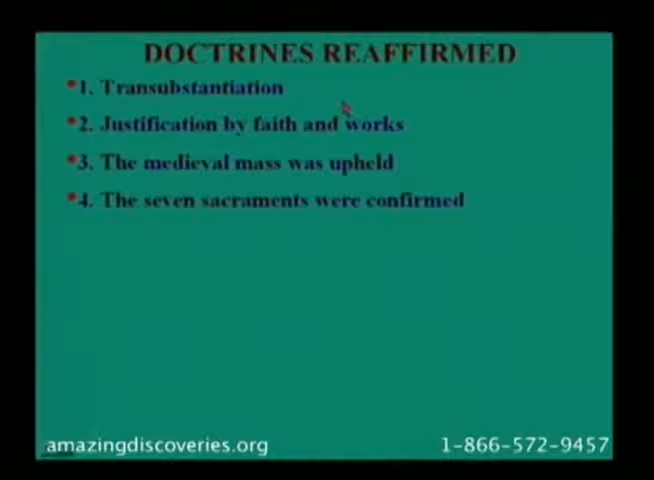 DOCTRINES REAFFIRMED
•1. Transubstantiation
•2. Justification by faith and works
•3. The medieval mass was upheld
•4. The seven sacraments were confirmed
amazingdiscoveries.org 1-866-572-9457